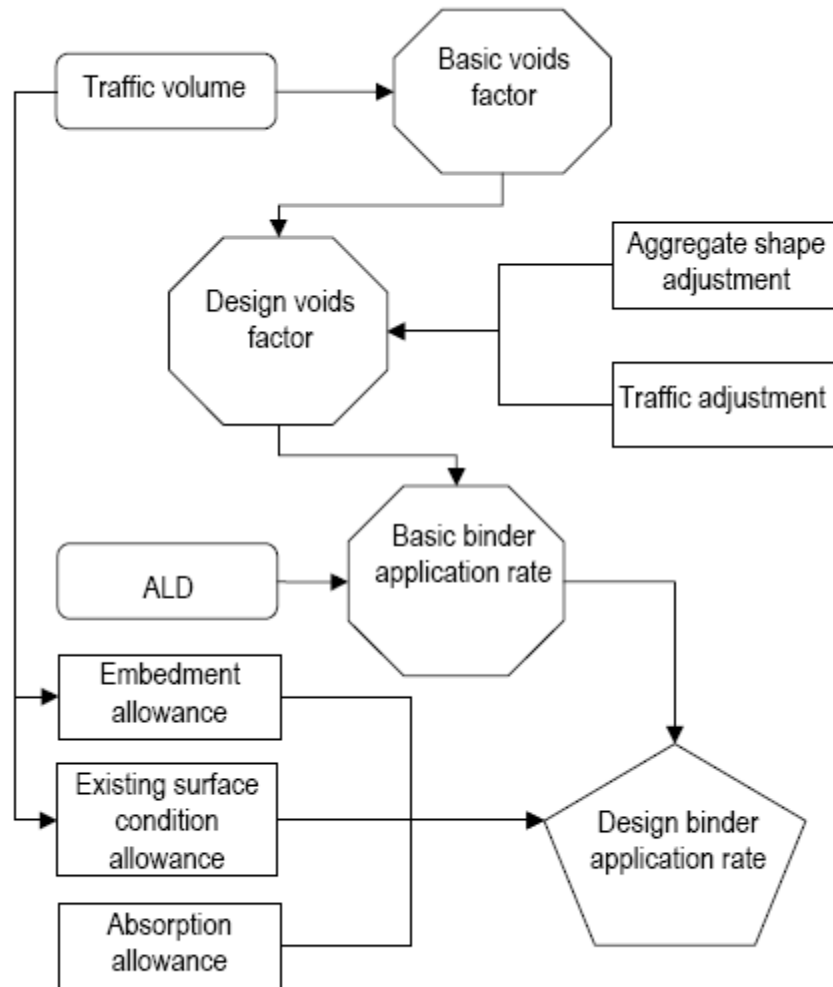 Traffic volume
Basic voids
factor
Design voids
factor
Aggregate shape
adjustment
Traffic adjustment
Basic binder
application rate
ALD
Embedment
allowance
Existing surface
condition
allowance
Design binder
application rate
Absorption
allowance